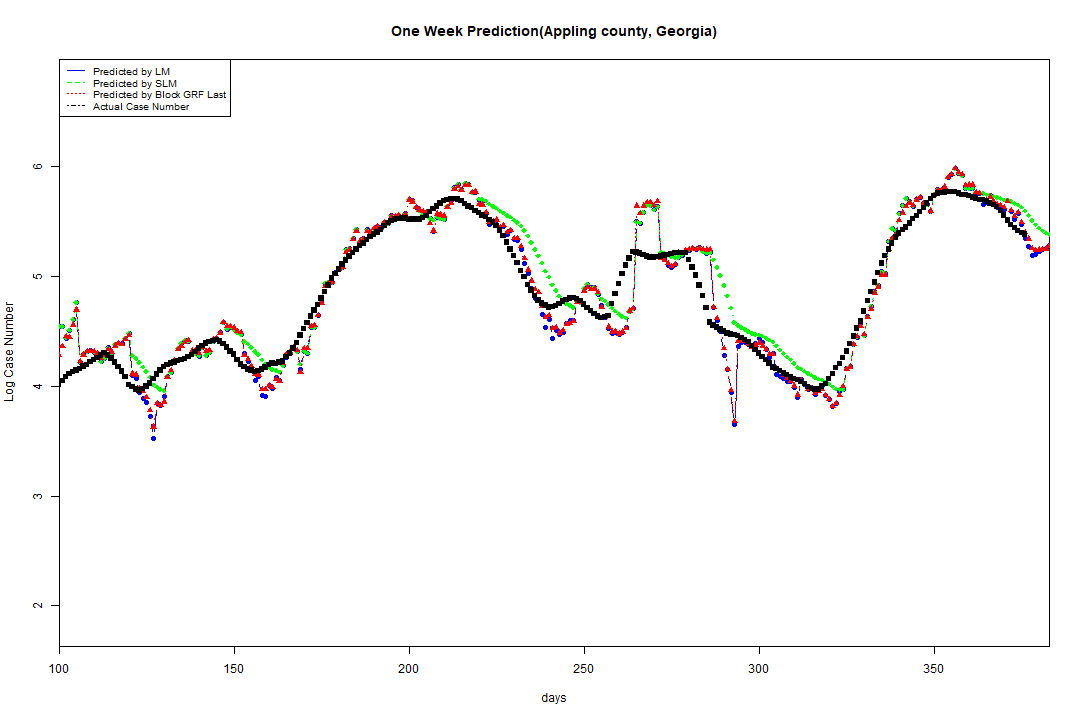 One Week Prediction(Appling county, Georgia)
Predicted by LM
Predicted by SLM
Predicted by Block GRF Last
Actual Case Number
6
5
4
3
2
Log Case Number
100 150 200 250 300 350
days